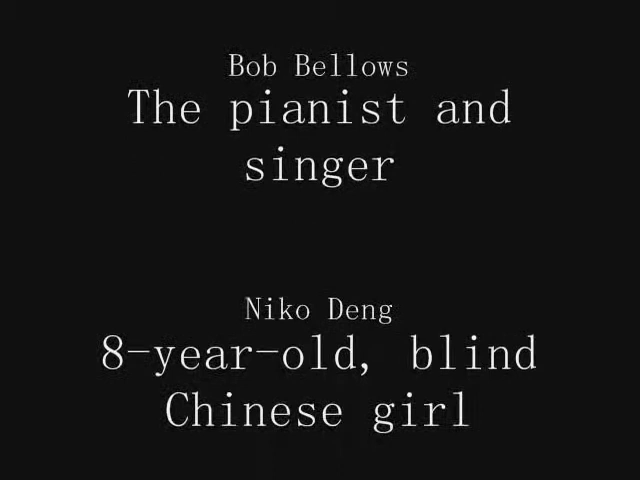 Bob Bellows
The pianist and
singer
Niko Deng
8-year-old, blind
Chinese girl